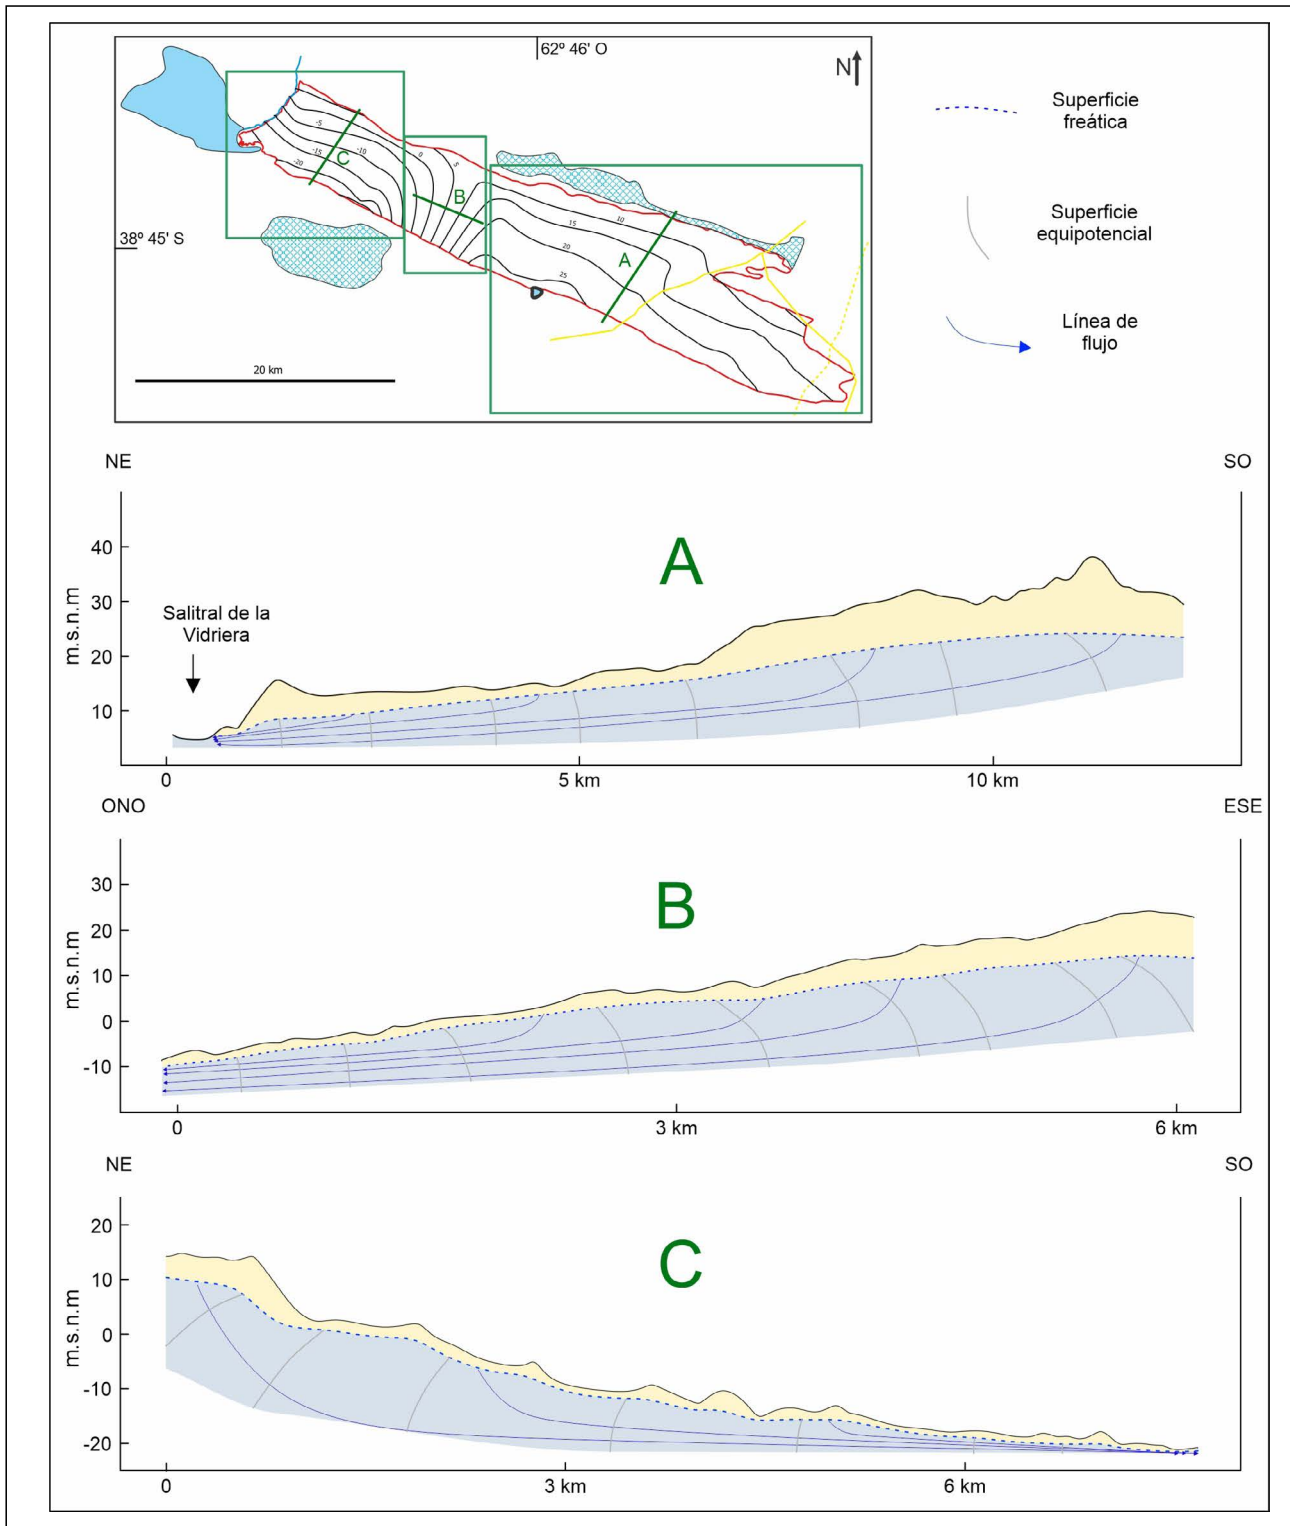 62º 46' O
N
38º 45' S
-5
-10
-15
-20
C
0
5
B
10
15
20
25
A
20 km
Superficie
freática
Superficie
equipotencial
Línea de
flujo
NE
SO
A
m.s.n.m
40
30
20
10
Salitral de la
Vidriera
0
5 km
10 km
ONO
ESE
B
m.s.n.m
30
20
10
0
-10
0
3 km
6 km
NE
SO
C
m.s.n.m
20
10
0
-10
-20
0
3 km
6 km